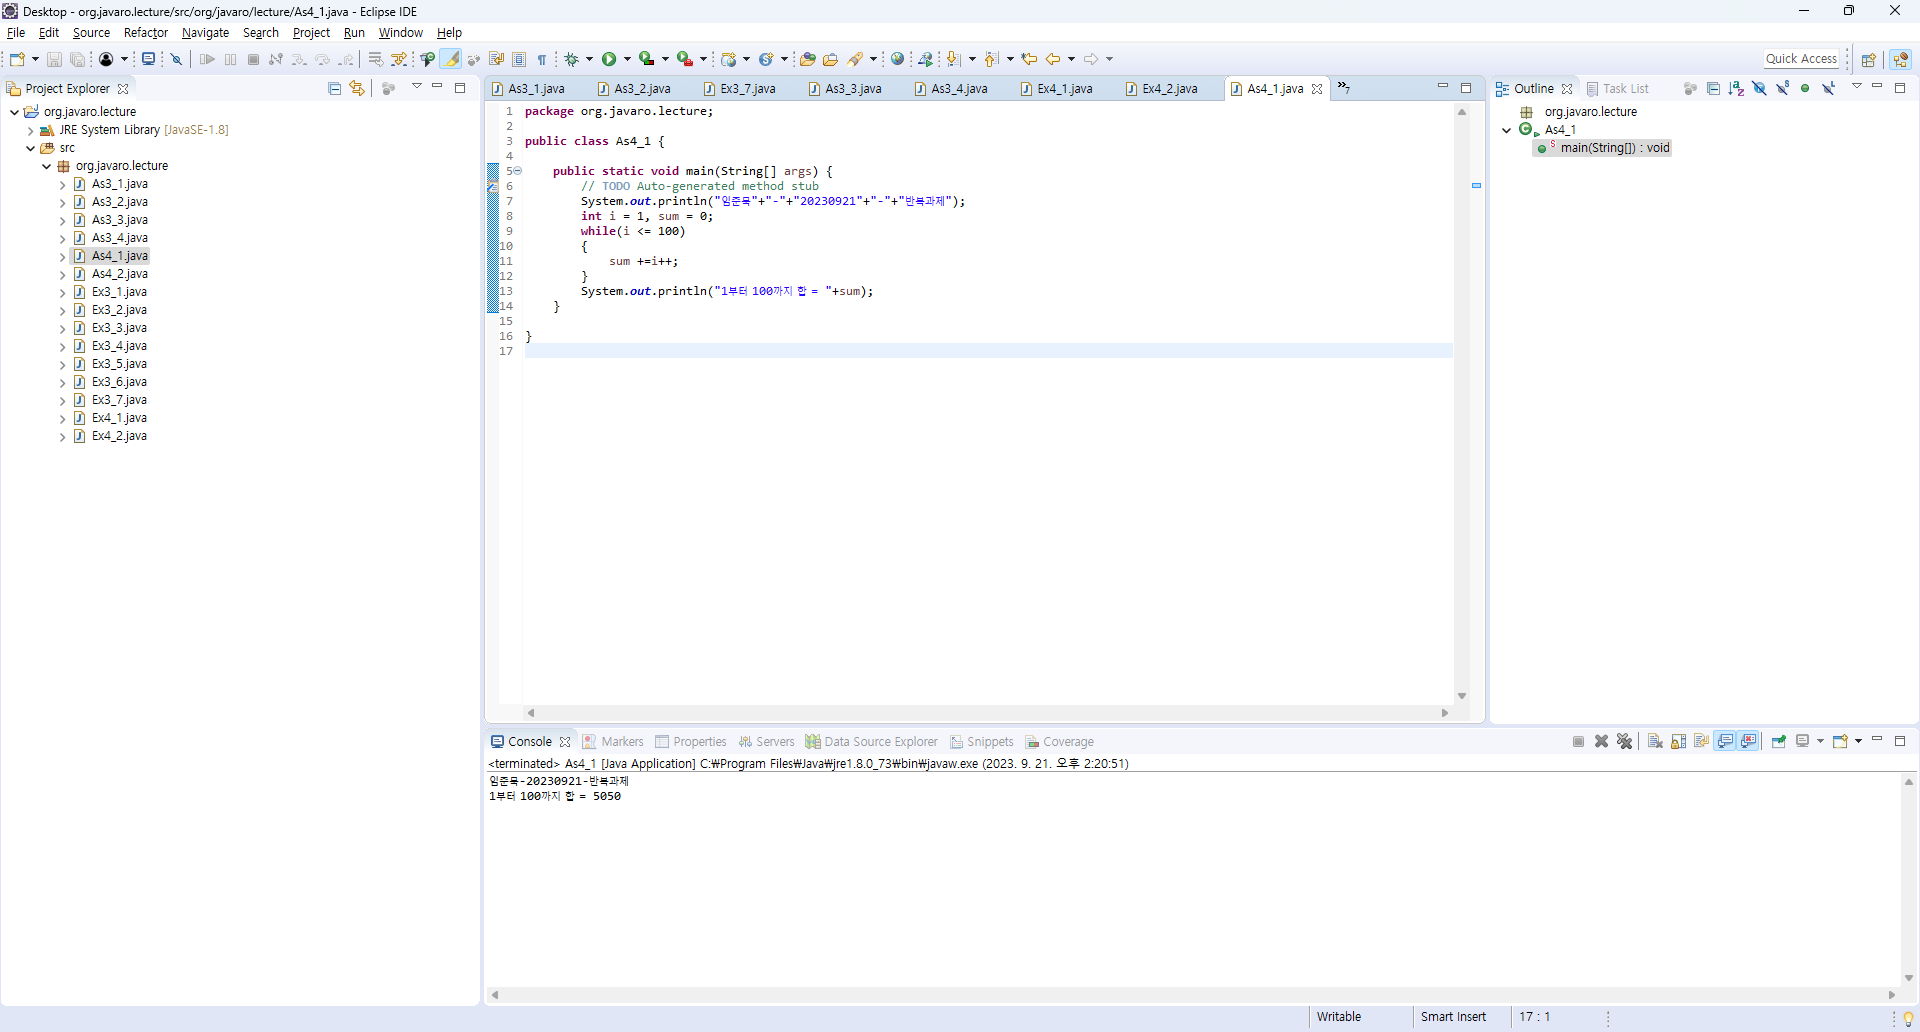 Desktop - org.javaro.lecture/src/org/javaro/lecture/As4_1.java - Eclipse IDE
File Edit Source Refactor Navigate Search Project Run Window Help
Quick Access
Project Explorer
org.javaro.lecture
JRE System Library [JavaSE-1.8]
src
org.javaro.lecture
As3_1.java
As3_2.java
As3_3.java
As3_4.java
As4_1.java
As4_2.java
Ex3_1.java
Ex3_2.java
Ex3_3.java
Ex3_4.java
Ex3_5.java
Ex3_6.java
Ex3_7.java
Ex4_1.java
Ex4_2.java
As3_1.java As3_2.java Ex3_7.java As3_3.java As3_4.java Ex4_1.java Ex4_2.java As4_1.java »7
1 package org.javaro.lecture;
2
3 public class As4_1 {
4
5 public static void main(String[] args) {
6 // TODO Auto-generated method stub
7 System.out.println("임준묵"+"-"+"20230921"+"-"+"반복과제");
8 int i = 1, sum = 0;
9 while(i <= 100)
10 {
11 sum +=i++;
12 }
13 System.out.println("1부터 100까지 합 = "+sum);
14 }
15
16 }
17
Outline Task List
org.javaro.lecture
As4_1
main(String[]) : void
Console Markers Properties Servers Data Source Explorer Snippets Coverage
<terminated> As4_1 [Java Application] C:₩Program Files₩Java₩jre1.8.0_73₩bin₩javaw.exe (2023. 9. 21. 오후 2:20:51)
임준묵-20230921-반복과제
1부터 100까지 합 = 5050
Writable Smart Insert 17 : 1